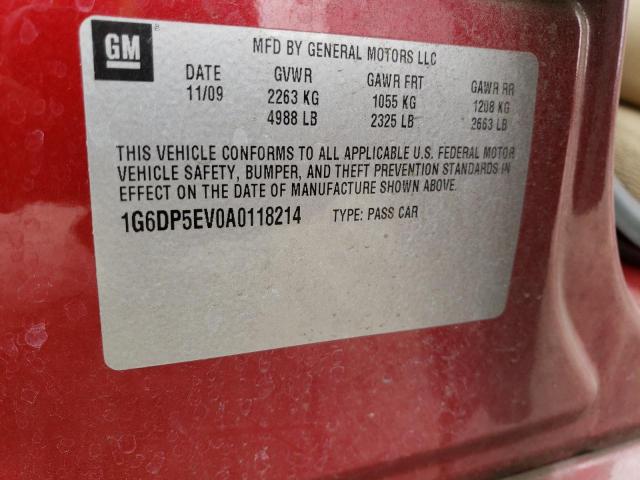 GM
MFD BY GENERAL MOTORS LLC
DATE GVWR GAWR FRT GAWR RR
11/09 2263 KG 1055 KG 1208 KG
4988 LB 2325 LB 2663 LB
THIS VEHICLE CONFORMS TO ALL APPLICABLE U.S. FEDERAL MOTOR
VEHICLE SAFETY, BUMPER, AND THEFT PREVENTION STANDARDS IN
EFFECT ON THE DATE OF MANUFACTURE SHOWN ABOVE.
1G6DP5EV0A0118214 TYPE: PASS CAR